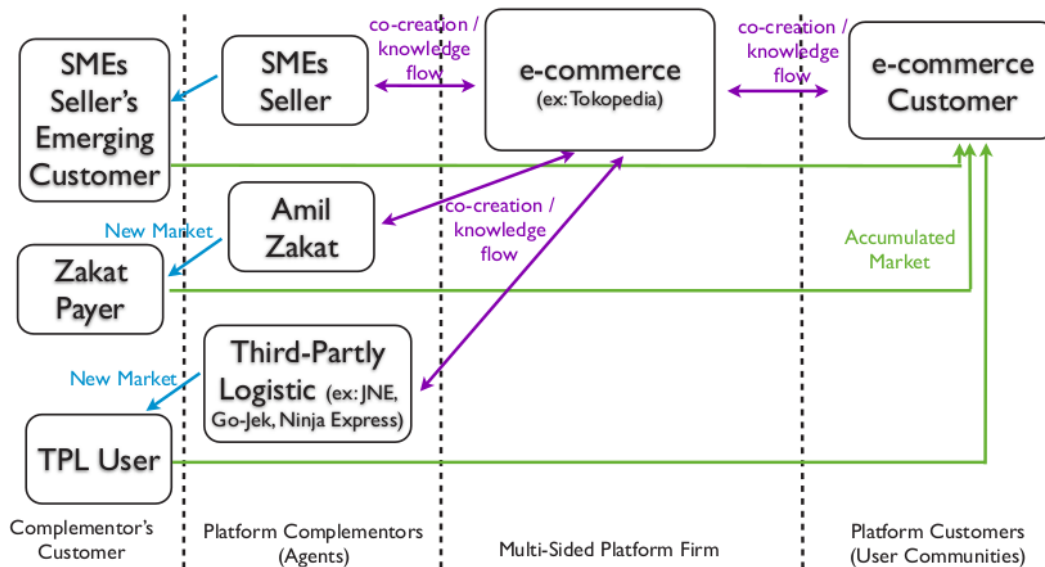 SMEs
Seller's
Emerging
Customer
SMEs
Seller
co-creation /
knowledge
flow
e-commerce
(ex: Tokopedia)
co-creation /
knowledge
flow
e-commerce
Customer
New Market
Amil
Zakat
co-creation /
knowledge
flow
Accumulated
Market
Zakat
Payer
New Market
Third-Partly
Logistic (ex: JNE,
Go-Jek, Ninja Express)
TPL User
Complementor's
Customer
Platform Complementors
(Agents)
Multi-Sided Platform Firm
Platform Customers
(User Communities)